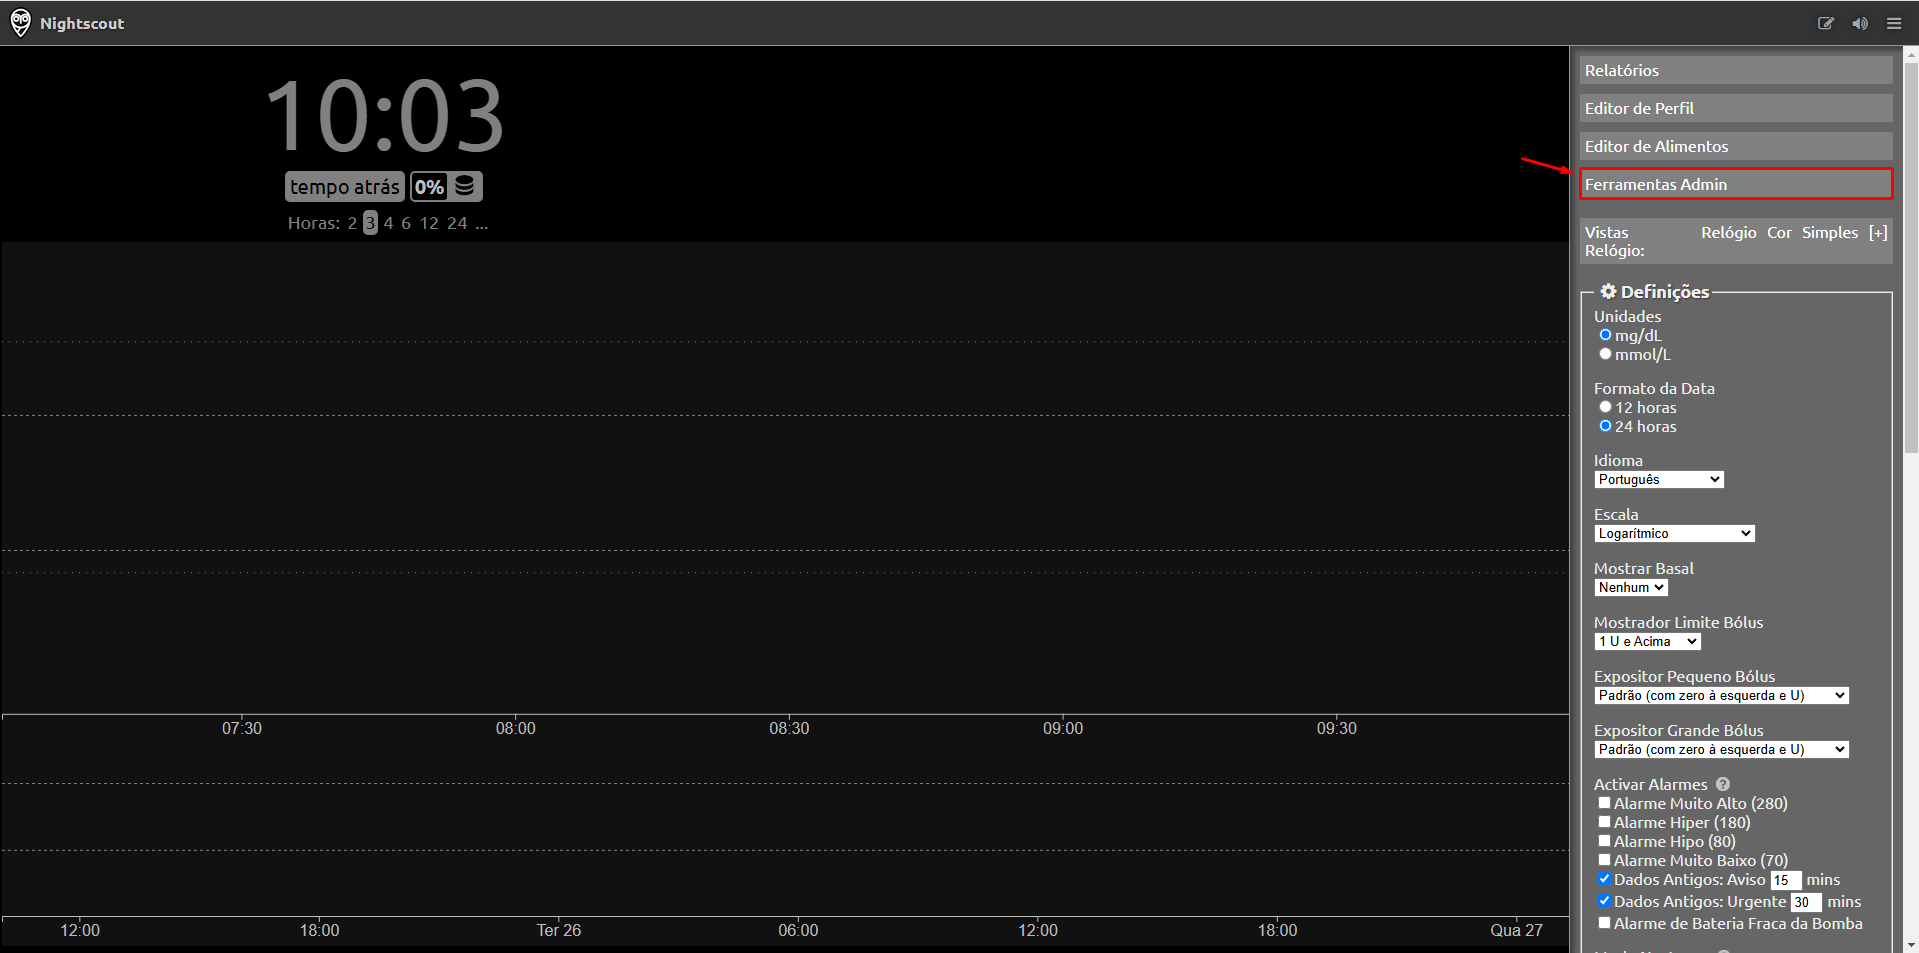 Nightscout
10:03
tempo atrás 0%
Horas: 2 3 4 6 12 24 ...
07:30 08:00 08:30 09:00 09:30
12:00 18:00 Ter 26 06:00 12:00 18:00 Qua 27
Relatórios
Editor de Perfil
Editor de Alimentos
Ferramentas Admin
Vistas Relógio Cor Simples [+]
Relógio:
Definições
Unidades
mg/dL
mmol/L
Formato da Data
12 horas
24 horas
Idioma
Português
Escala
Logarítmico
Mostrar Basal
Nenhum
Mostrador Limite Bólus
1 U e Acima
Expositor Pequeno Bólus
Padrão (com zero à esquerda e U)
Expositor Grande Bólus
Padrão (com zero à esquerda e U)
Activar Alarmes ?
Alarme Muito Alto (280)
Alarme Hiper (180)
Alarme Hipo (80)
Alarme Muito Baixo (70)
Dados Antigos: Aviso 15 mins
Dados Antigos: Urgente 30 mins
Alarme de Bateria Fraca da Bomba